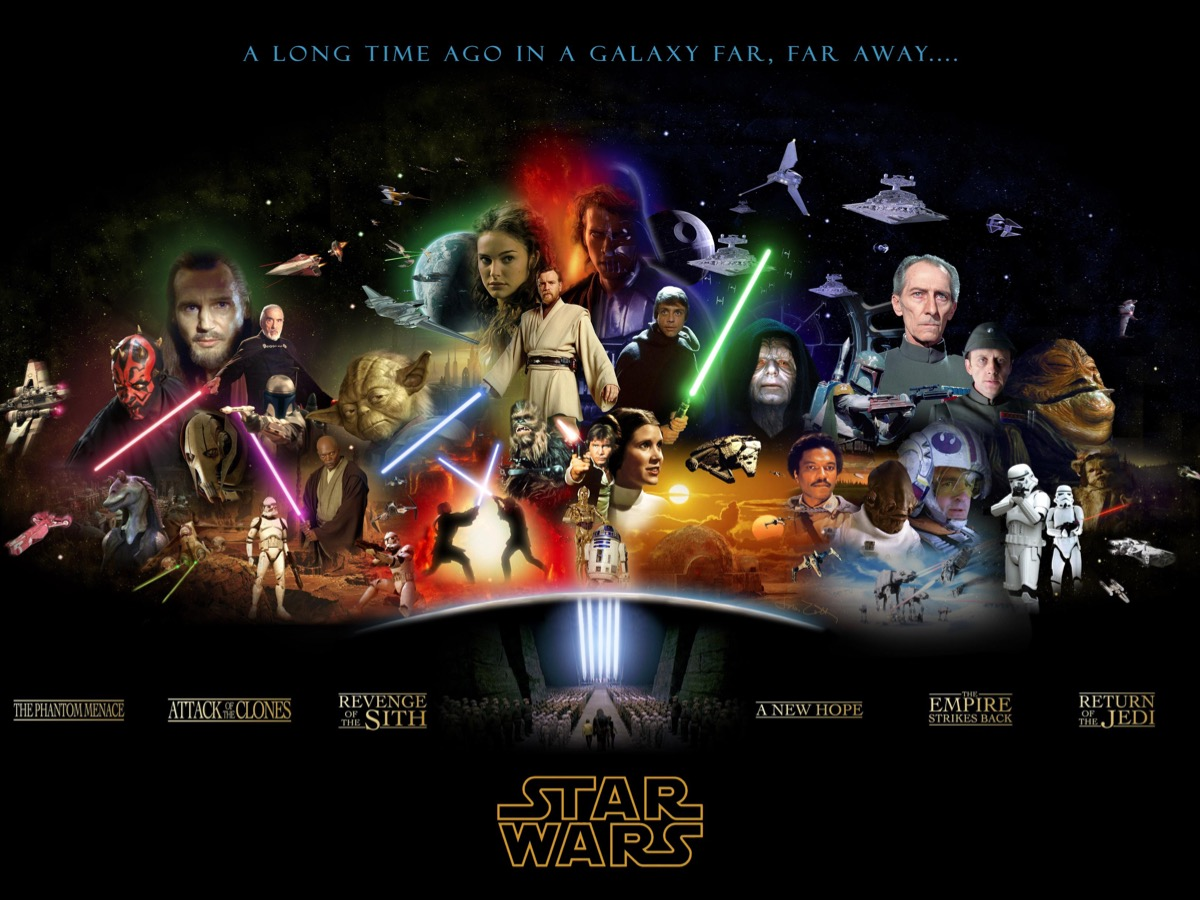 A LONG TIME AGO IN A GALAXY FAR, FAR AWAY....
THE PHANTOM MENACE
ATTACK OF THE CLONES
REVENGE
OF THE SITH
A NEW HOPE
THE
EMPIRE
STRIKES BACK
RETURN
OF THE JEDI
STAR
WARS